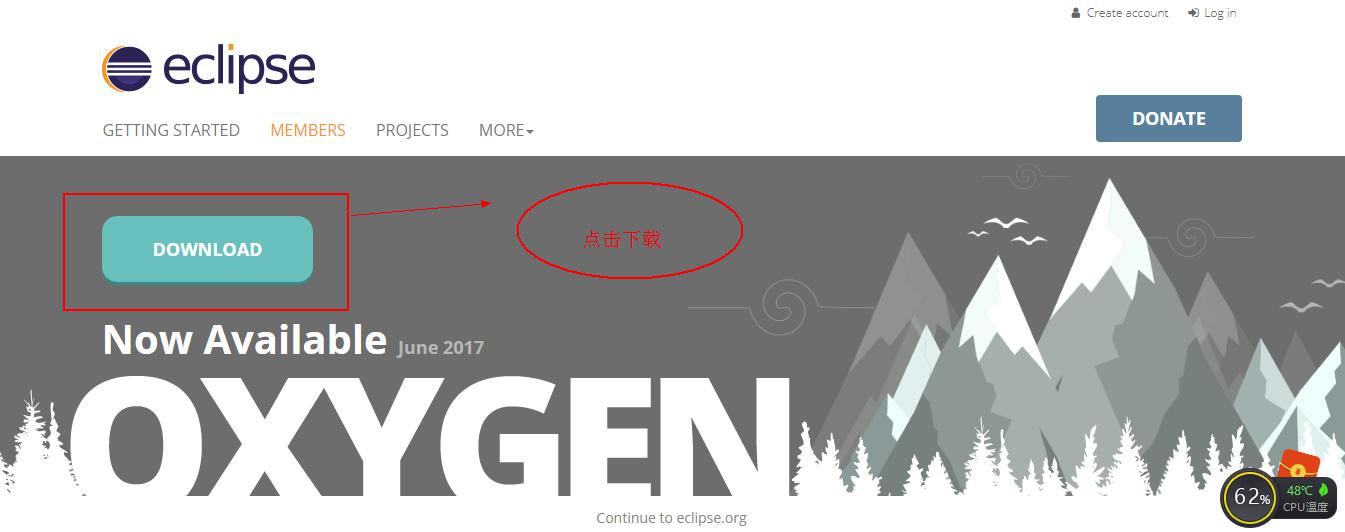 Create account Log in
eclipse
GETTING STARTED MEMBERS PROJECTS MORE
DONATE
DOWNLOAD
点击下载
Now Available June 2017
OXYGEN
Continue to eclipse.org
62%
48℃
CPU温度